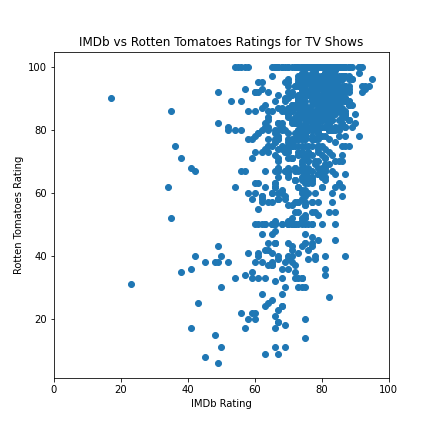 IMDb vs Rotten Tomatoes Ratings for TV Shows
100
80
60
40
20
Rotten Tomatoes Rating
0 20 40 60 80 100
IMDb Rating